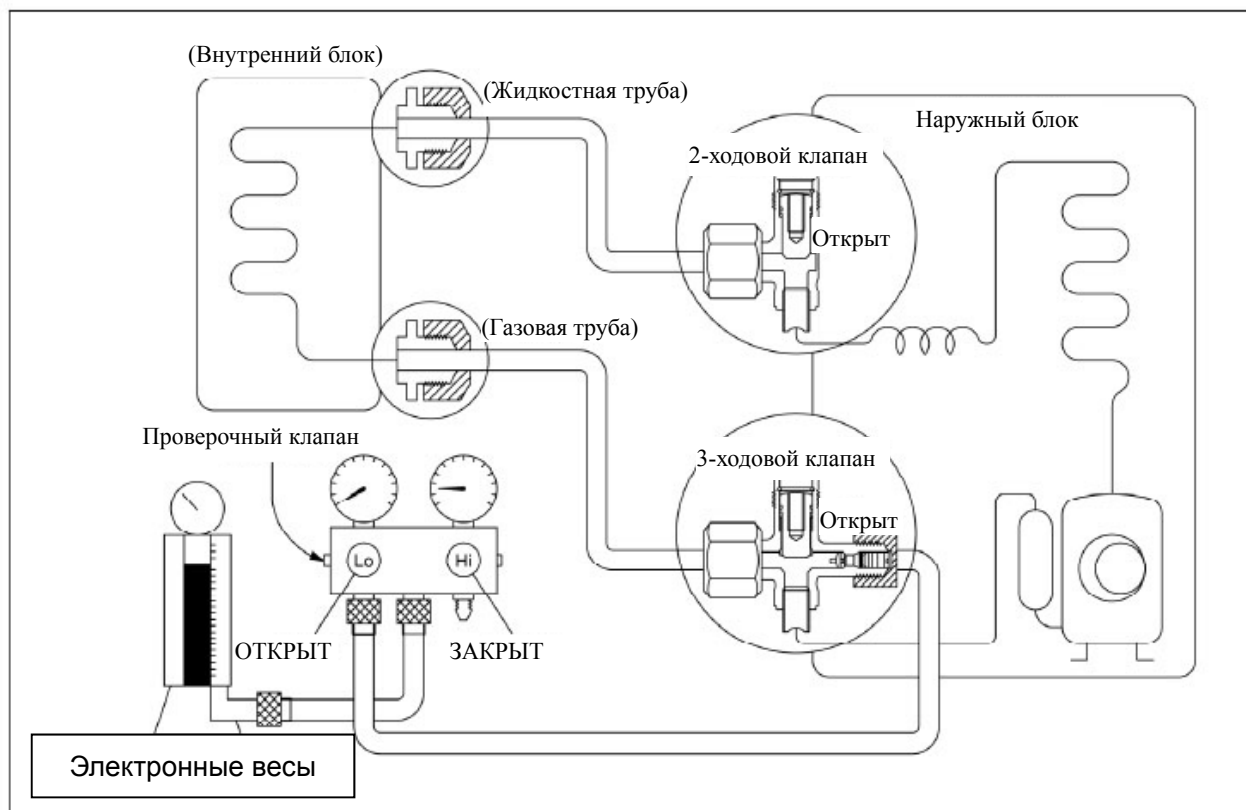 (Внутренний блок)
(Жидкостная труба)
Наружный блок
2-ходовой клапан
Открыт
(Газовая труба)
Проверочный клапан
3-ходовой клапан
Открыт
Lo
Hi
ОТКРЫТ
ЗАКРЫТ
Электронные весы